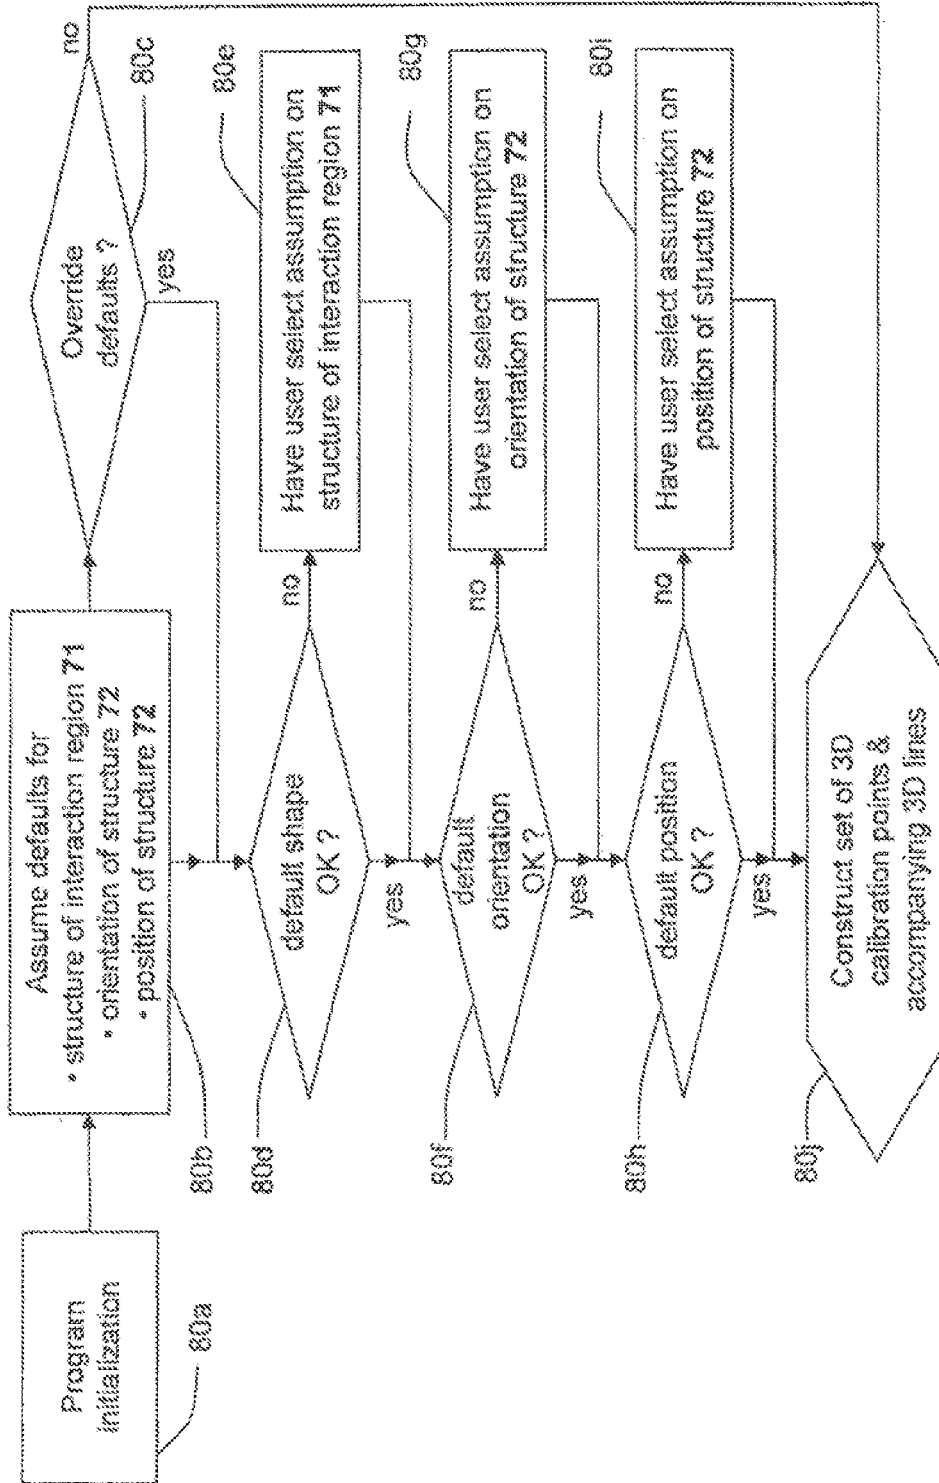 Program
initialization
80a
Assume defaults for
• structure of interaction region 71
• orientation of structure 72
• position of structure 72
80b
Override
defaults ?
80c
no
yes
default shape
OK ?
80d
no
yes
Have user select assumption on
structure of interaction region 71
80e
default
orientation
OK ?
80f
no
yes
Have user select assumption on
orientation of structure 72
80g
default position
OK ?
80h
no
yes
Have user select assumption on
position of structure 72
80i
Construct set of 3D
calibration points &
accompanying 3D lines
80j